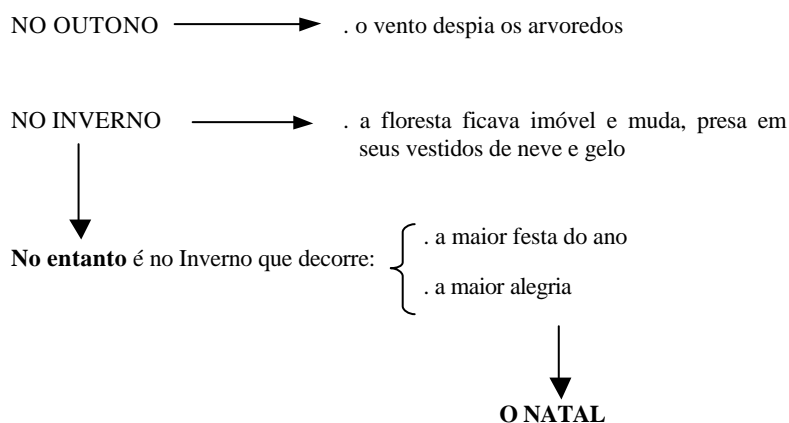 NO OUTONO . o vento despia os arvoredos
NO INVERNO . a floresta ficava imóvel e muda, presa em
seus vestidos de neve e gelo
No entanto é no Inverno que decorre:
. a maior festa do ano
. a maior alegria
O NATAL